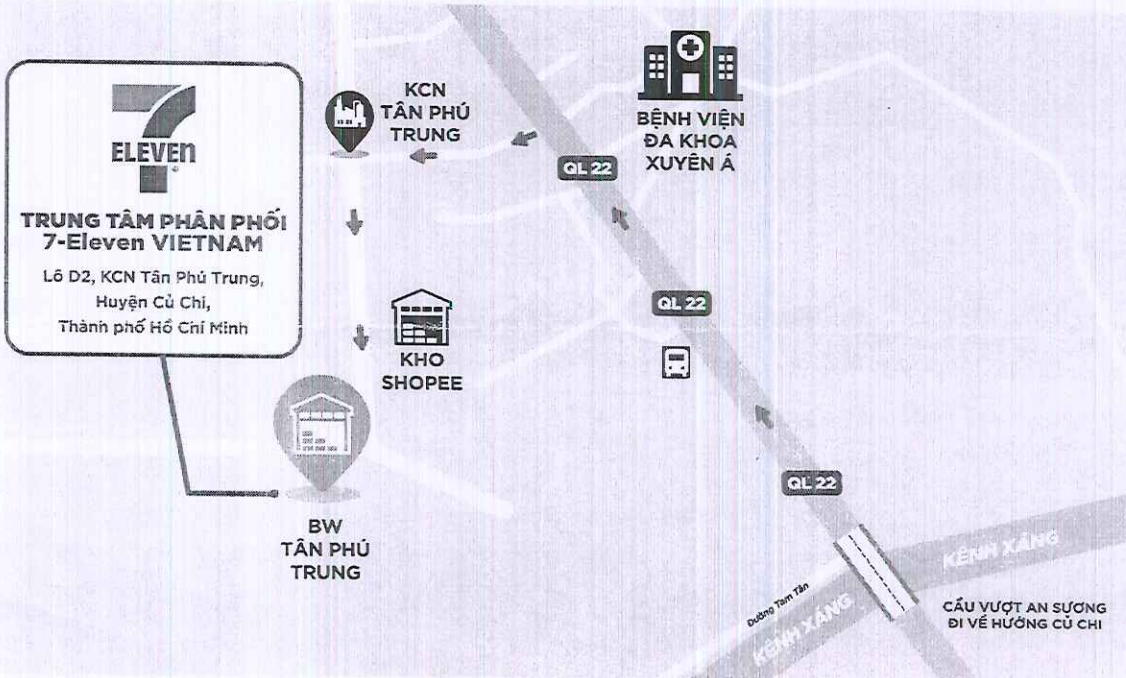 7
ELEVEN
TRUNG TÂM PHÂN PHỐI
7-Eleven VIETNAM
Lô D2, KCN Tân Phú Trung,
Huyện Củ Chi,
Thành phố Hồ Chí Minh
KCN
TÂN PHÚ
TRUNG
BỆNH VIỆN
ĐA KHOA
XUYÊN Á
QL 22
QL 22
KHO
SHOPEE
QL 22
BW
TÂN PHÚ
TRUNG
KÊNH XÁNG
Đường Tam Tân
KÊNH XÁNG
CẦU VƯỢT AN SƯƠNG
ĐI VỀ HƯỚNG CỦ CHI